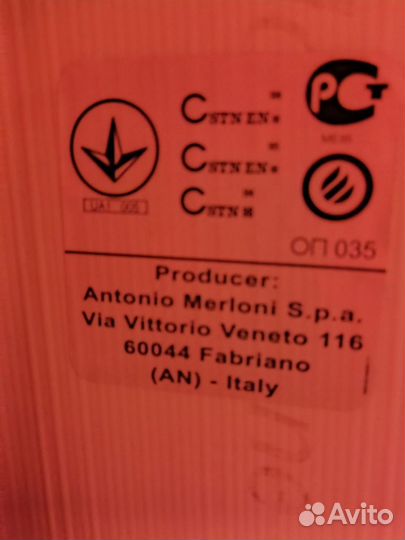 CSTN EN
РСТ
МЕ95
CSTN EN
UA1 005
CSTN
ОП 035
Producer:
Antonio Merloni S.p.a.
Via Vittorio Veneto 116
60044 Fabriano
(AN) - Italy
Avito